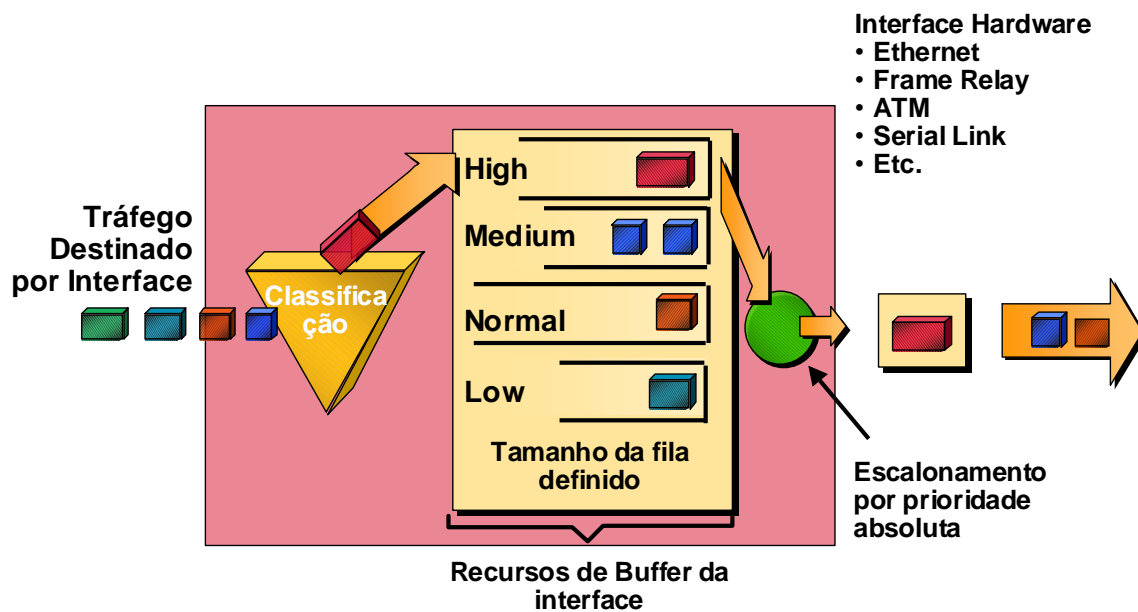 Interface Hardware
• Ethernet
• Frame Relay
• ATM
• Serial Link
• Etc.
Tráfego
Destinado
por Interface
Classifica
ção
High
Medium
Normal
Low
Tamanho da fila
definido
Escalonamento
por prioridade
absoluta
Recursos de Buffer da
interface